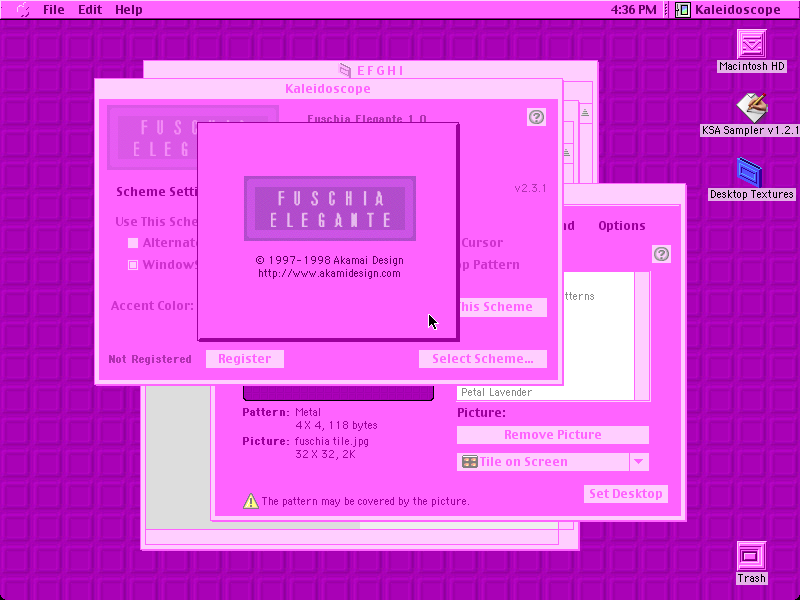 File Edit Help
4:36 PM Kaleidoscope
Macintosh HD
KSA Sampler v1.2.1
Desktop Textures
EFGHI
Kaleidoscope
FUSC
ELEG
Fuschia Elegante 1.0
v2.3.1
Scheme Setti
Use This Sche
Alternat
Windows
Cursor
p Pattern
Accent Color:
his Scheme
Not Registered
Register
Select Scheme...
FUSCHIA
ELEGANTE
© 1997-1998 Akamai Design
http://www.akamidesign.com
nd Options
tterns
Petal Lavender
Pattern: Metal
4 X 4, 118 bytes
Picture: fuschia tile.jpg
32 X 32, 2K
Picture:
Remove Picture
Tile on Screen
The pattern may be covered by the picture.
Set Desktop
Trash